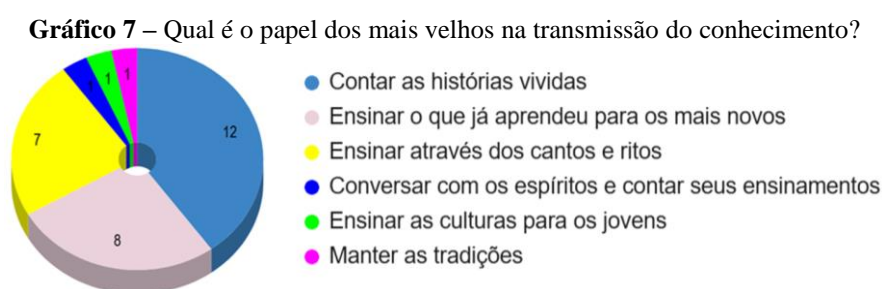 Gráfico 7 – Qual é o papel dos mais velhos na transmissão do conhecimento?
1
1
1
12
7
8
Contar as histórias vividas
Ensinar o que já aprendeu para os mais novos
Ensinar através dos cantos e ritos
Conversar com os espíritos e contar seus ensinamentos
Ensinar as culturas para os jovens
Manter as tradições